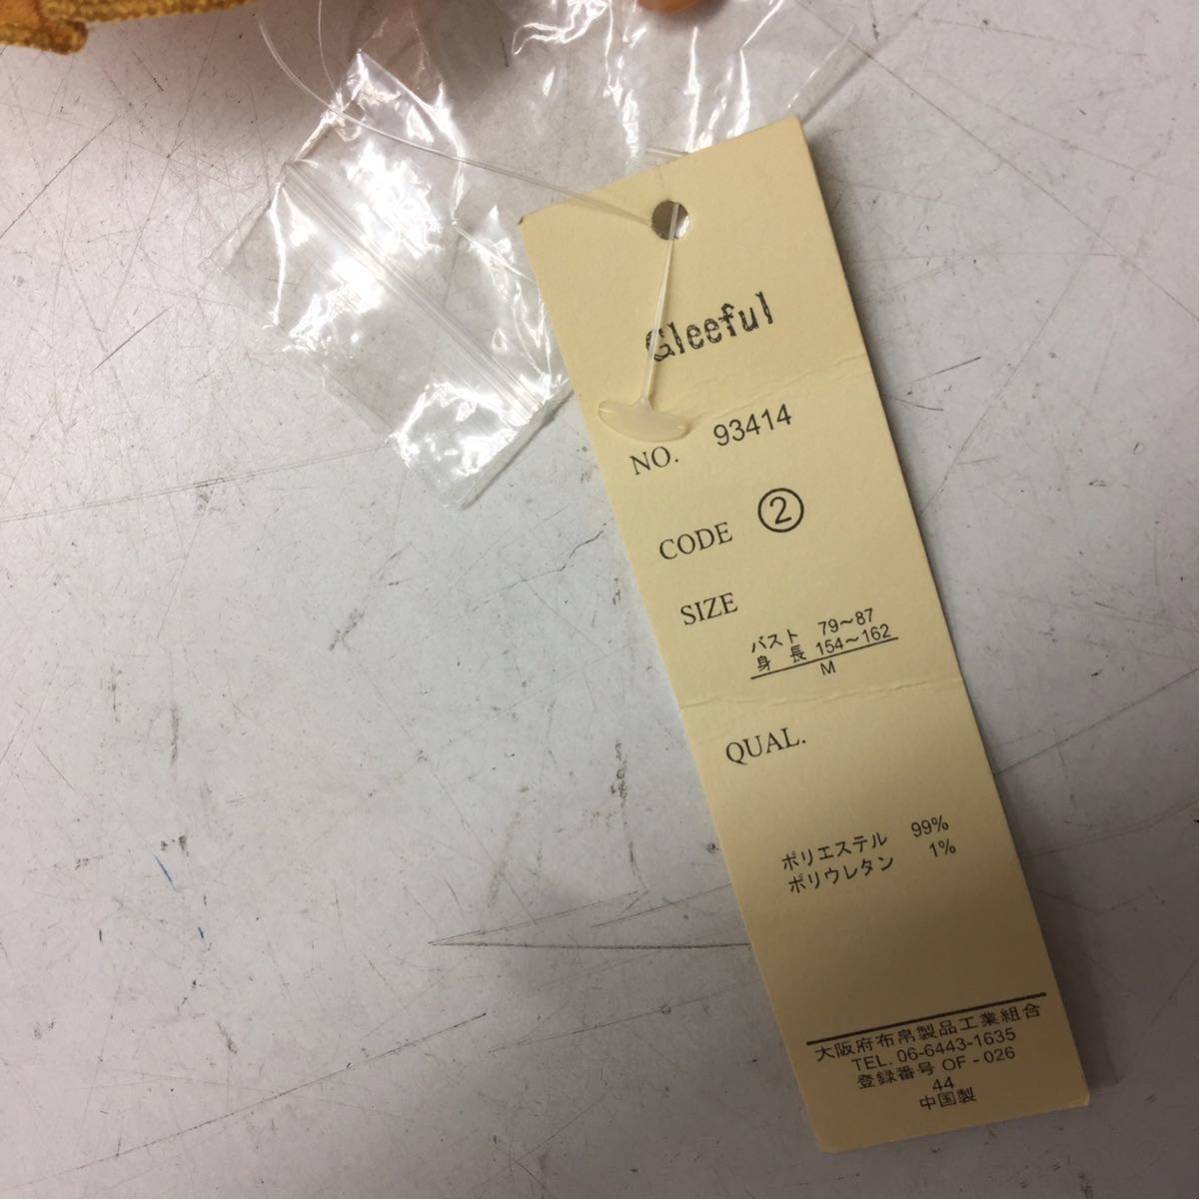 Gleeful
NO. 93414
CODE ②
SIZE
バスト 79～87
身 長 154～162
M
QUAL.
ポリエステル 99%
ポリウレタン 1%
大阪府布帛製品工業組合
TEL. 06-6443-1635
登録番号 OF - 026
44
中国製